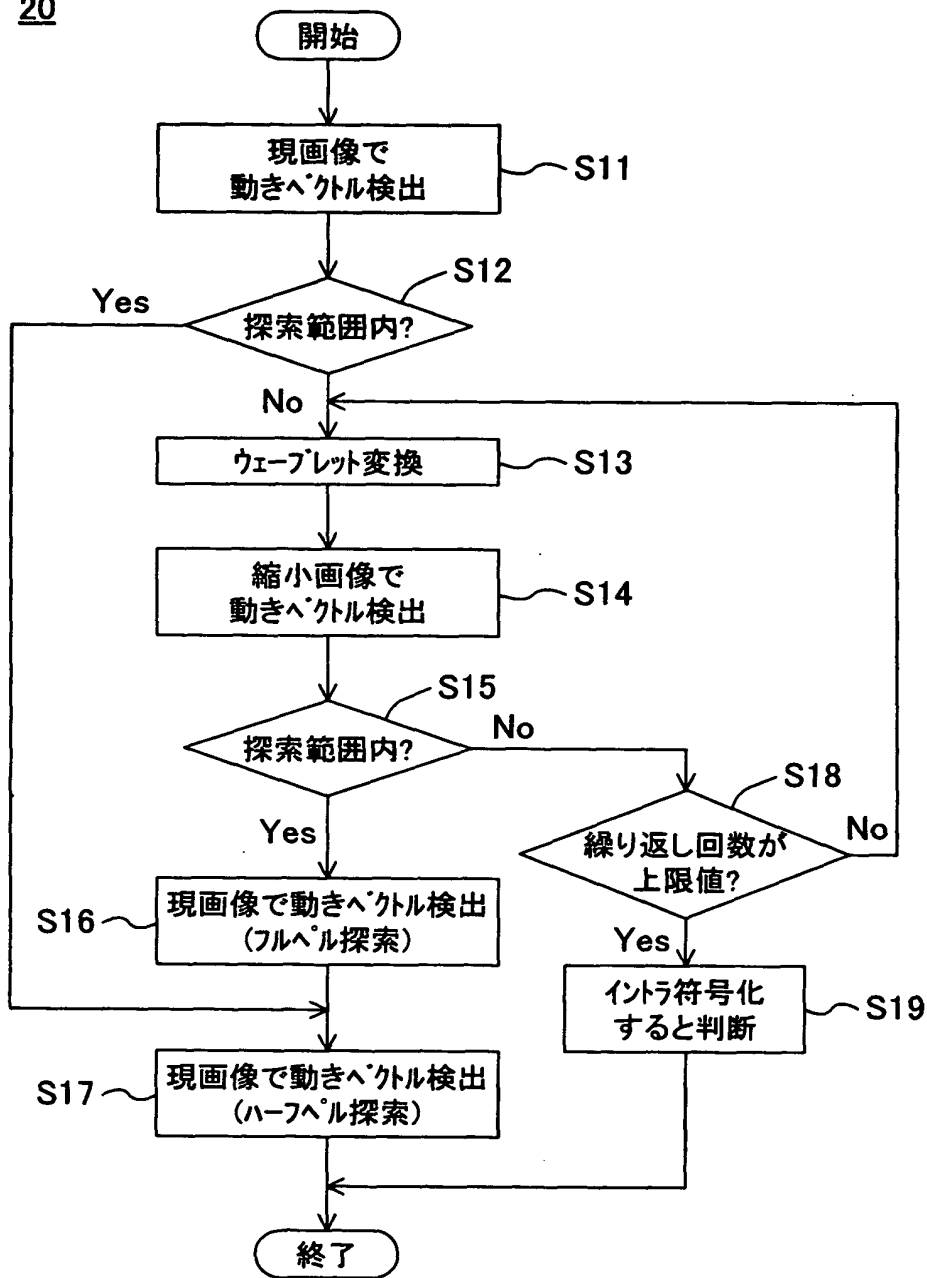 20
開始
現画像で
動きベクトル検出
S11
S12
Yes
探索範囲内?
No
ウェーブレット変換
S13
縮小画像で
動きベクトル検出
S14
S15
探索範囲内?
No
S18
Yes
繰り返し回数が
上限値?
No
S16
現画像で動きベクトル検出
(フルペル探索)
Yes
イントラ符号化
すると判断
S19
S17
現画像で動きベクトル検出
(ハーフペル探索)
終了